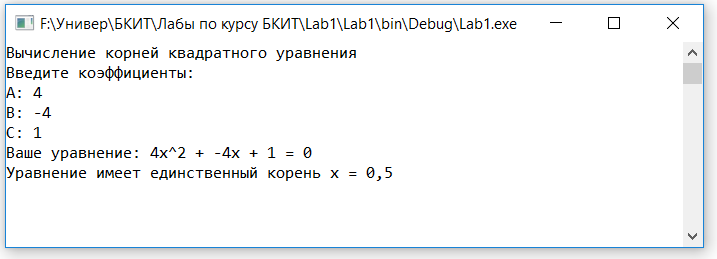 F:\Универ\БКИТ\Лабы по курсу БКИТ\Lab1\Lab1\bin\Debug\Lab1.exe
Вычисление корней квадратного уравнения
Введите коэффициенты:
A: 4
B: -4
C: 1
Ваше уравнение: 4x^2 + -4x + 1 = 0
Уравнение имеет единственный корень x = 0,5